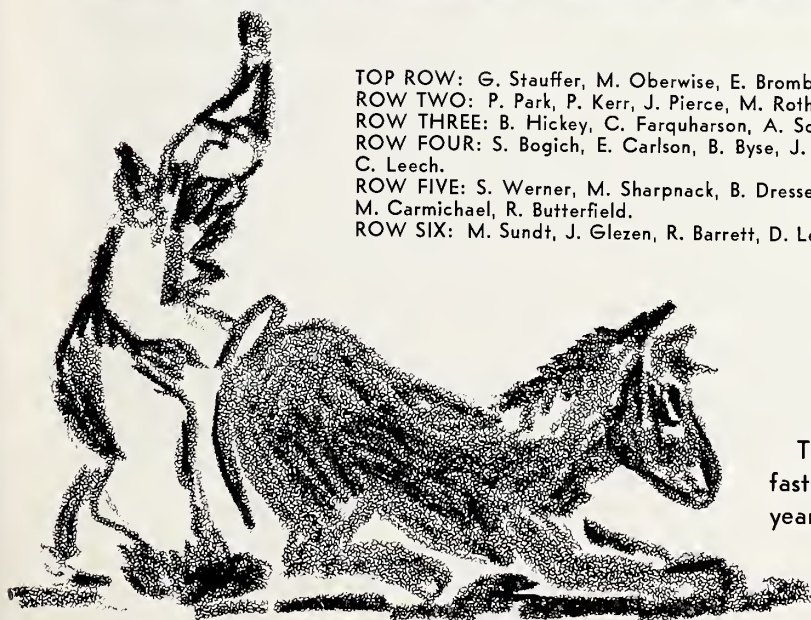 TOP ROW: G. Stauffer, M. Oberwise, E. Bromb
ROW TWO: P. Park, P. Kerr, J. Pierce, M. Roth
ROW THREE: B. Hickey, C. Farquharson, A. Sc
ROW FOUR: S. Bogich, E. Carlson, B. Byse, J.
C. Leech.
ROW FIVE: S. Werner, M. Sharpnack, B. Dresse
M. Carmichael, R. Butterfield.
ROW SIX: M. Sundt, J. Glezen, R. Barrett, D. Le
T
fast
year